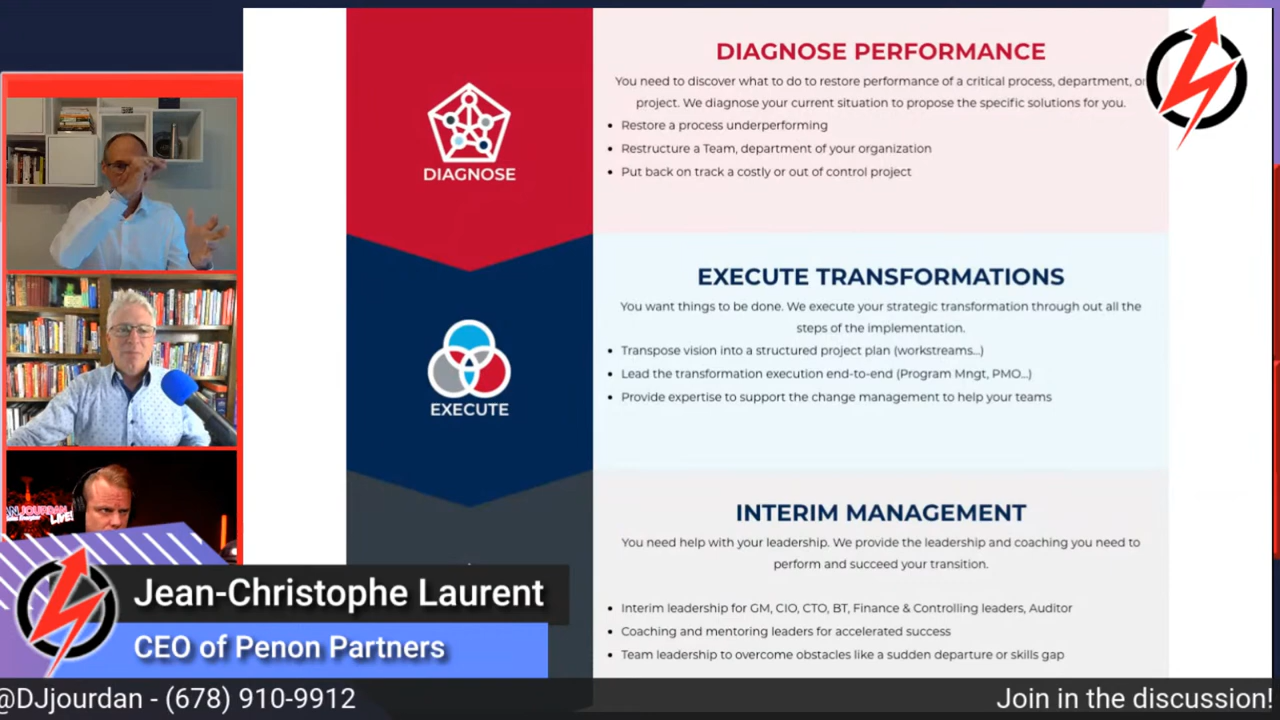 DIAGNOSE
DIAGNOSE PERFORMANCE
You need to discover what to do to restore performance of a critical process, department, or
project. We diagnose your current situation to propose the specific solutions for you.
• Restore a process underperforming
• Restructure a Team, department of your organization
• Put back on track a costly or out of control project
EXECUTE
EXECUTE TRANSFORMATIONS
You want things to be done. We execute your strategic transformation through out all the
steps of the implementation.
• Transpose vision into a structured project plan (workstreams...)
• Lead the transformation execution end-to-end (Program Mngt, PMO...)
• Provide expertise to support the change management to help your teams
INTERIM MANAGEMENT
You need help with your leadership. We provide the leadership and coaching you need to
perform and succeed your transition.
• Interim leadership for GM, CIO, CTO, BT, Finance & Controlling leaders, Auditor
• Coaching and mentoring leaders for accelerated success
• Team leadership to overcome obstacles like a sudden departure or skills gap
JOURDAN
LIVE!
Jean-Christophe Laurent
CEO of Penon Partners
@DJjourdan - (678) 910-9912
Join in the discussion!